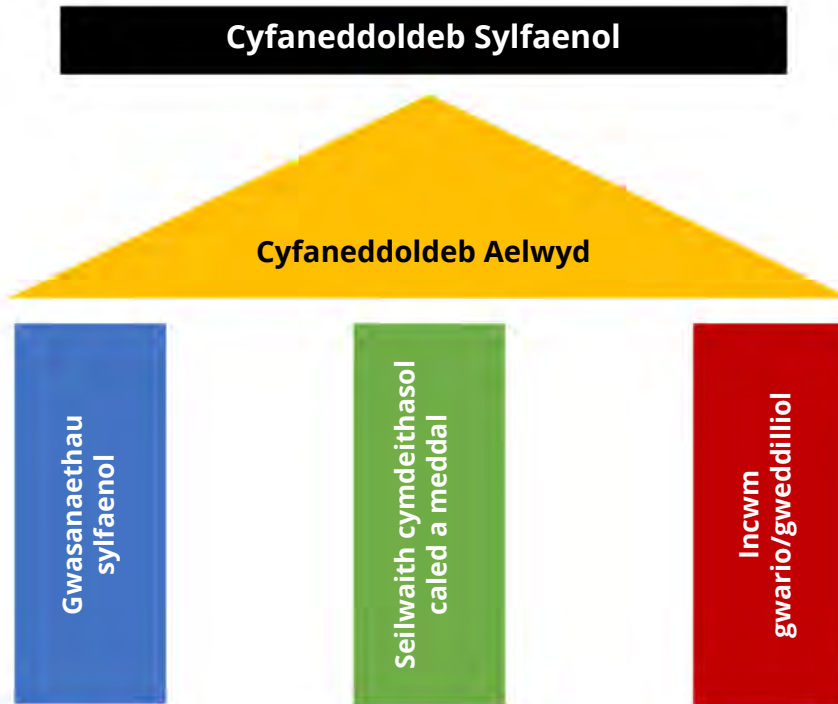 Cyfaneddoldeb Sylfaenol
Cyfaneddoldeb Aelwyd
Gwasanaethau
sylfaenol
Seilwaith cymdeithasol
caled a meddal
Incwm
gwario/gweddilliol